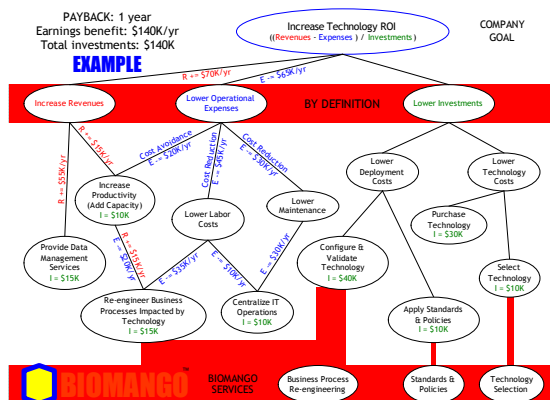 PAYBACK: 1 year
Earnings benefit: $140K/yr
Total investments: $140K
EXAMPLE
Increase Technology ROI
((Revenues - Expenses ) / Investments)
COMPANY
GOAL
R += $70K/yr
E -= $65K/yr
Increase Revenues
Lower Operational
Expenses
BY DEFINITION
Lower Investments
R += $55K/yr
R += $15K/yr
Cost Avoidance
E -= $20K/yr
Cost Reduction
E -= $45K/yr
Cost Reduction
E -= $30K/yr
Lower
Deployment
Costs
Lower
Technology
Costs
Increase
Productivity
(Add Capacity)
I = $10K
Lower Labor
Costs
Lower
Maintenance
Purchase
Technology
I = $30K
R += $15K/yr
E -= $20K/yr
E -= $35K/yr
E -= $10K/yr
E -= $30K/yr
Provide Data
Management
Services
I = $15K
Configure &
Validate
Technology
I = $40K
Select
Technology
I = $10K
Re-engineer Business
Processes Impacted by
Technology
I = $15K
Centralize IT
Operations
I = $10K
Apply Standards
& Policies
I = $10K
BIOMANGO
BIOMANGO
SERVICES
Business Process
Re-engineering
Standards &
Policies
Technology
Selection